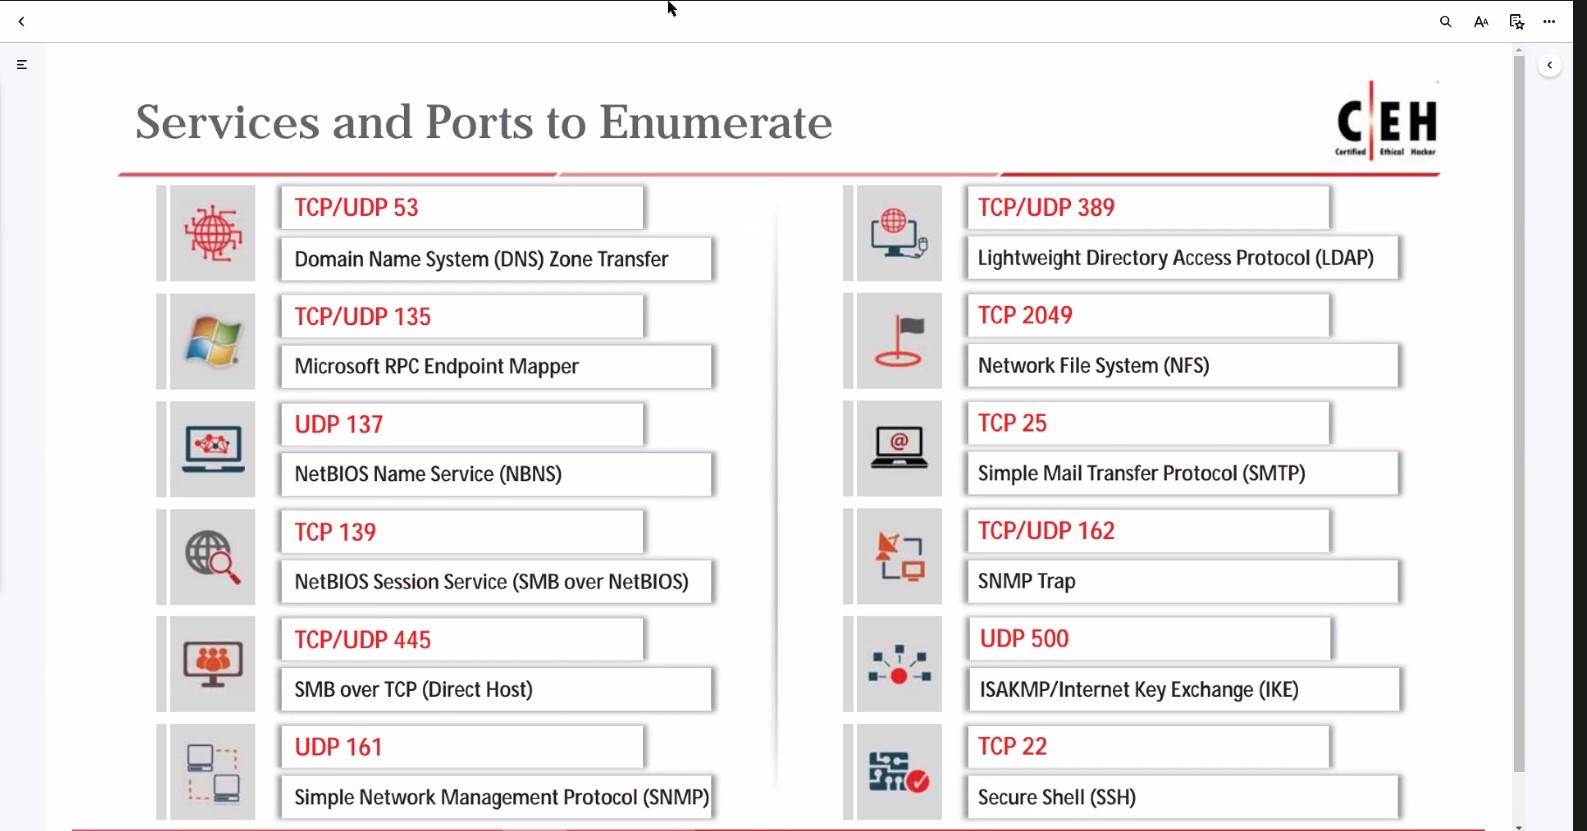 AA
Services and Ports to Enumerate
C|EH
Certified Ethical Hacker
TCP/UDP 53
Domain Name System (DNS) Zone Transfer
TCP/UDP 135
Microsoft RPC Endpoint Mapper
UDP 137
NetBIOS Name Service (NBNS)
TCP 139
NetBIOS Session Service (SMB over NetBIOS)
TCP/UDP 445
SMB over TCP (Direct Host)
UDP 161
Simple Network Management Protocol (SNMP)
TCP/UDP 389
Lightweight Directory Access Protocol (LDAP)
TCP 2049
Network File System (NFS)
TCP 25
@
Simple Mail Transfer Protocol (SMTP)
TCP/UDP 162
SNMP Trap
UDP 500
ISAKMP/Internet Key Exchange (IKE)
TCP 22
Secure Shell (SSH)